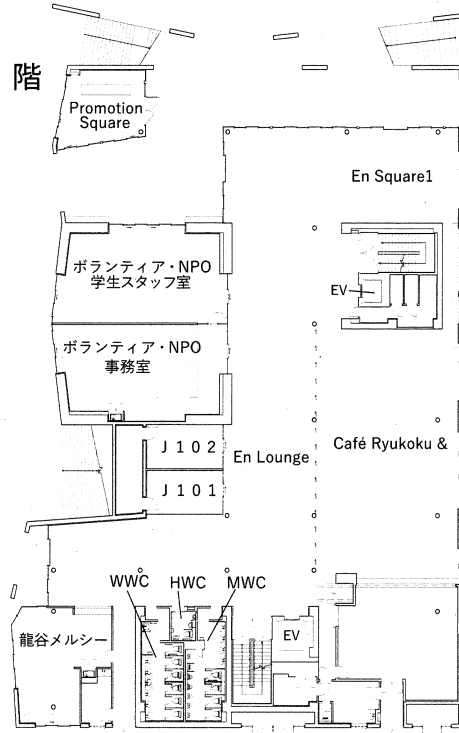 階
Promotion
Square
En Square1
ボランティア・NPO
学生スタッフ室
EV
ボランティア・NPO
事務室
J102
En Lounge
Café Ryukoku &
J101
WWC
HWC
MWC
龍谷メルシー
EV